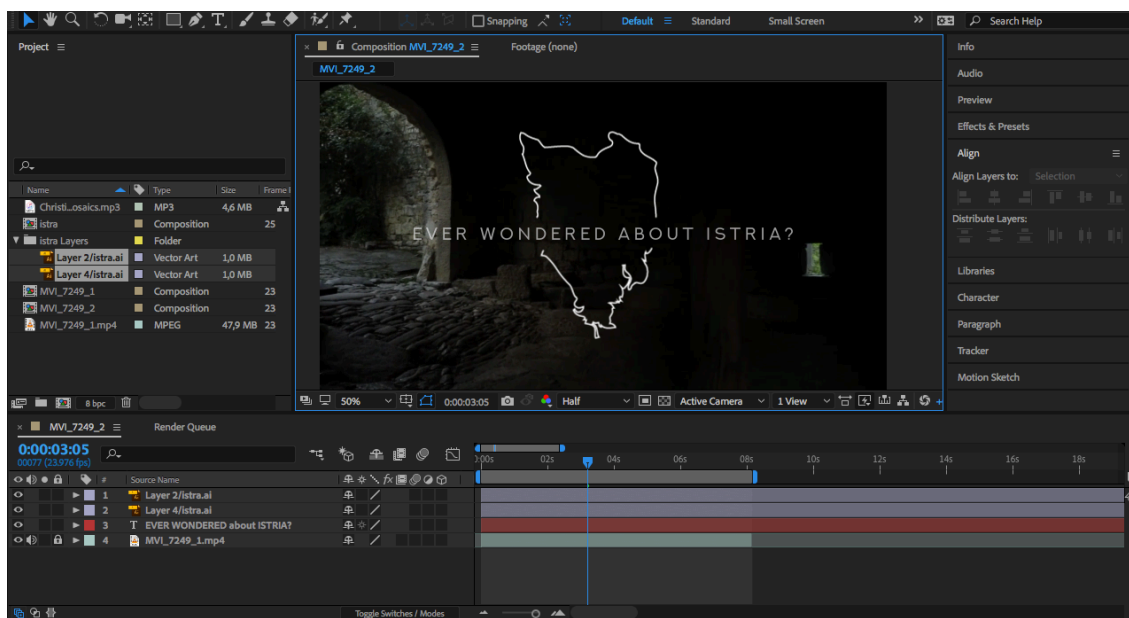 Snapping
Default
Standard
Small Screen
Search Help
Project
Composition MVI_7249_2
Footage (none)
MVI_7249_2
Info
Audio
Preview
Effects & Presets
Align
Align Layers to: Selection
Distribute Layers:
Libraries
Character
Paragraph
Tracker
Motion Sketch
Name Type Size Frame
Christi...osaics.mp3 MP3 4,6 MB
istra Composition 25
istra Layers Folder
Layer 2/istra.ai Vector Art 1,0 MB
Layer 4/istra.ai Vector Art 1,0 MB
MVI_7249_1 Composition 23
MVI_7249_2 Composition 23
MVI_7249_1.mp4 MPEG 47,9 MB 23
EVER WONDERED ABOUT ISTRIA?
8 bpc
50% 0:00:03:05 Half Active Camera 1 View
MVI_7249_2 Render Queue
0:00:03:05
00077 (23.976 fps)
02s 04s 06s 08s 10s 12s 14s 16s 18s
# Source Name
1 Layer 2/istra.ai
2 Layer 4/istra.ai
3 T EVER WONDERED about ISTRIA?
4 MVI_7249_1.mp4
Toggle Switches / Modes